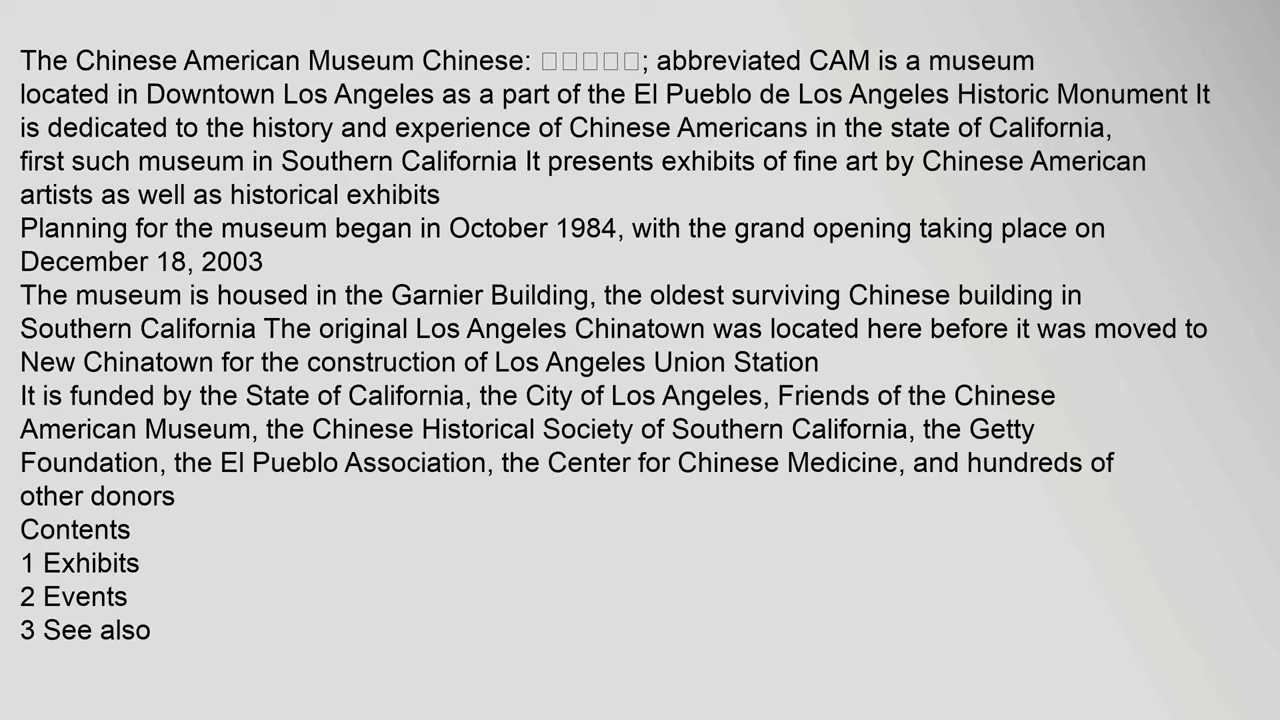 The Chinese American Museum Chinese: □□□□□; abbreviated CAM is a museum
located in Downtown Los Angeles as a part of the El Pueblo de Los Angeles Historic Monument It
is dedicated to the history and experience of Chinese Americans in the state of California,
first such museum in Southern California It presents exhibits of fine art by Chinese American
artists as well as historical exhibits
Planning for the museum began in October 1984, with the grand opening taking place on
December 18, 2003
The museum is housed in the Garnier Building, the oldest surviving Chinese building in
Southern California The original Los Angeles Chinatown was located here before it was moved to
New Chinatown for the construction of Los Angeles Union Station
It is funded by the State of California, the City of Los Angeles, Friends of the Chinese
American Museum, the Chinese Historical Society of Southern California, the Getty
Foundation, the El Pueblo Association, the Center for Chinese Medicine, and hundreds of
other donors
Contents
1 Exhibits
2 Events
3 See also